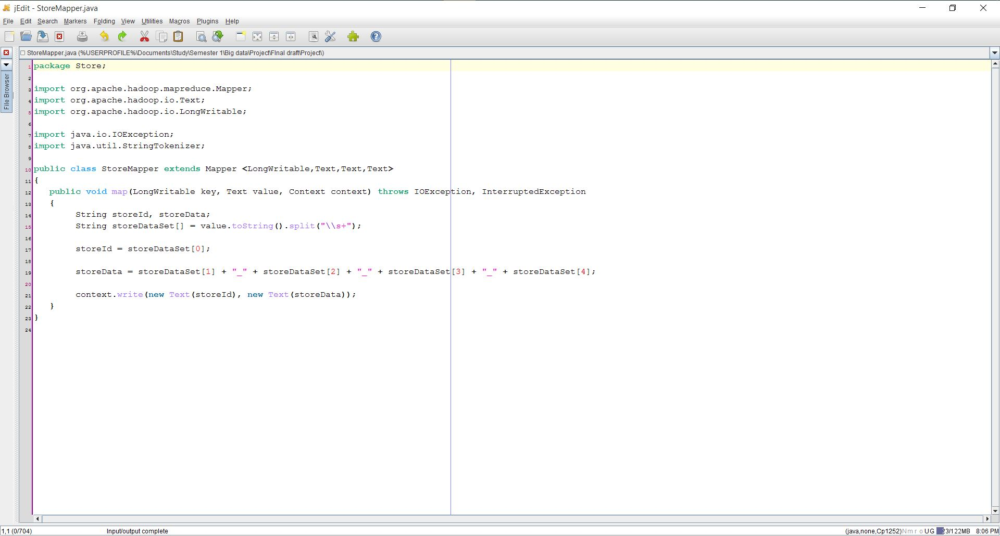 jEdit - StoreMapper.java
File Edit Search Markers Folding View Utilities Macros Plugins Help
StoreMapper.java (%USERPROFILE%\Documents\Study\Semester 1\Big data\Project\FInal draft\Project\)
File Browser
1 package Store;
2
3 import org.apache.hadoop.mapreduce.Mapper;
4 import org.apache.hadoop.io.Text;
5 import org.apache.hadoop.io.LongWritable;
6
7 import java.io.IOException;
8 import java.util.StringTokenizer;
9
10 public class StoreMapper extends Mapper <LongWritable,Text,Text,Text>
11 {
12 public void map(LongWritable key, Text value, Context context) throws IOException, InterruptedException
13 {
14 String storeId, storeData;
15 String storeDataSet[] = value.toString().split("\\s+");
16
17 storeId = storeDataSet[0];
18
19 storeData = storeDataSet[1] + "_" + storeDataSet[2] + "_" + storeDataSet[3] + "_" + storeDataSet[4];
20
21 context.write(new Text(storeId), new Text(storeData));
22 }
23 }
24
1,1 (0/704) Input/output complete (java,none,Cp1252)Nm r o UG 23/122MB 8:06 PM